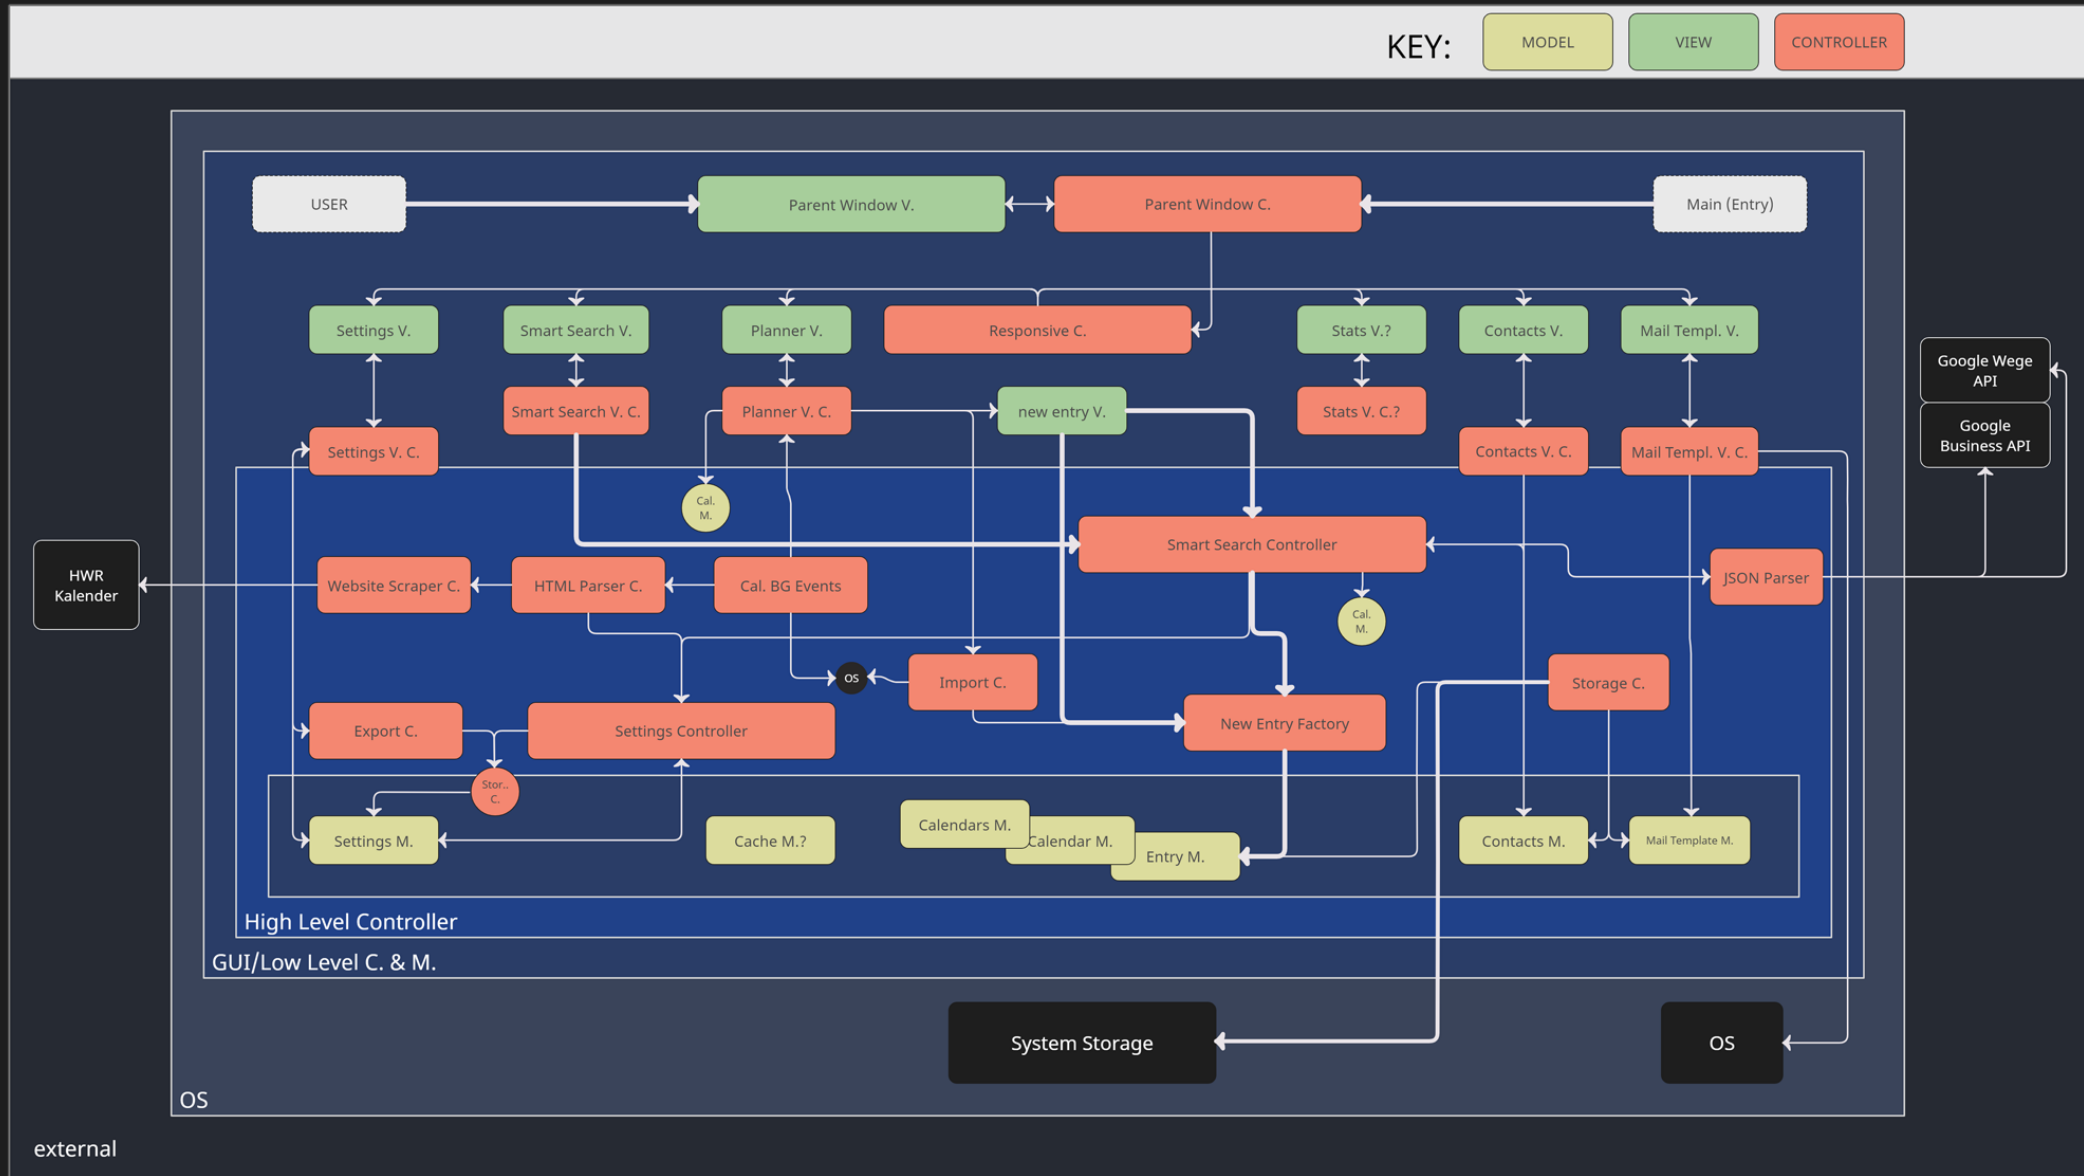 KEY:
MODEL
VIEW
CONTROLLER
USER
Parent Window V.
Parent Window C.
Main (Entry)
Settings V.
Smart Search V.
Planner V.
Responsive C.
Stats V.?
Contacts V.
Mail Templ. V.
Google Wege
API
Smart Search V. C.
Planner V. C.
new entry V.
Stats V. C.?
Google
Business API
Settings V. C.
Contacts V. C.
Mail Templ. V. C.
Cal.
M.
Smart Search Controller
HWR
Kalender
Website Scraper C.
HTML Parser C.
Cal. BG Events
JSON Parser
Cal.
M.
os
Import C.
Storage C.
Export C.
Settings Controller
New Entry Factory
Stor..
C.
Settings M.
Cache M.?
Calendars M.
Calendar M.
Entry M.
Contacts M.
Mail Template M.
High Level Controller
GUI/Low Level C. & M.
System Storage
OS
OS
external